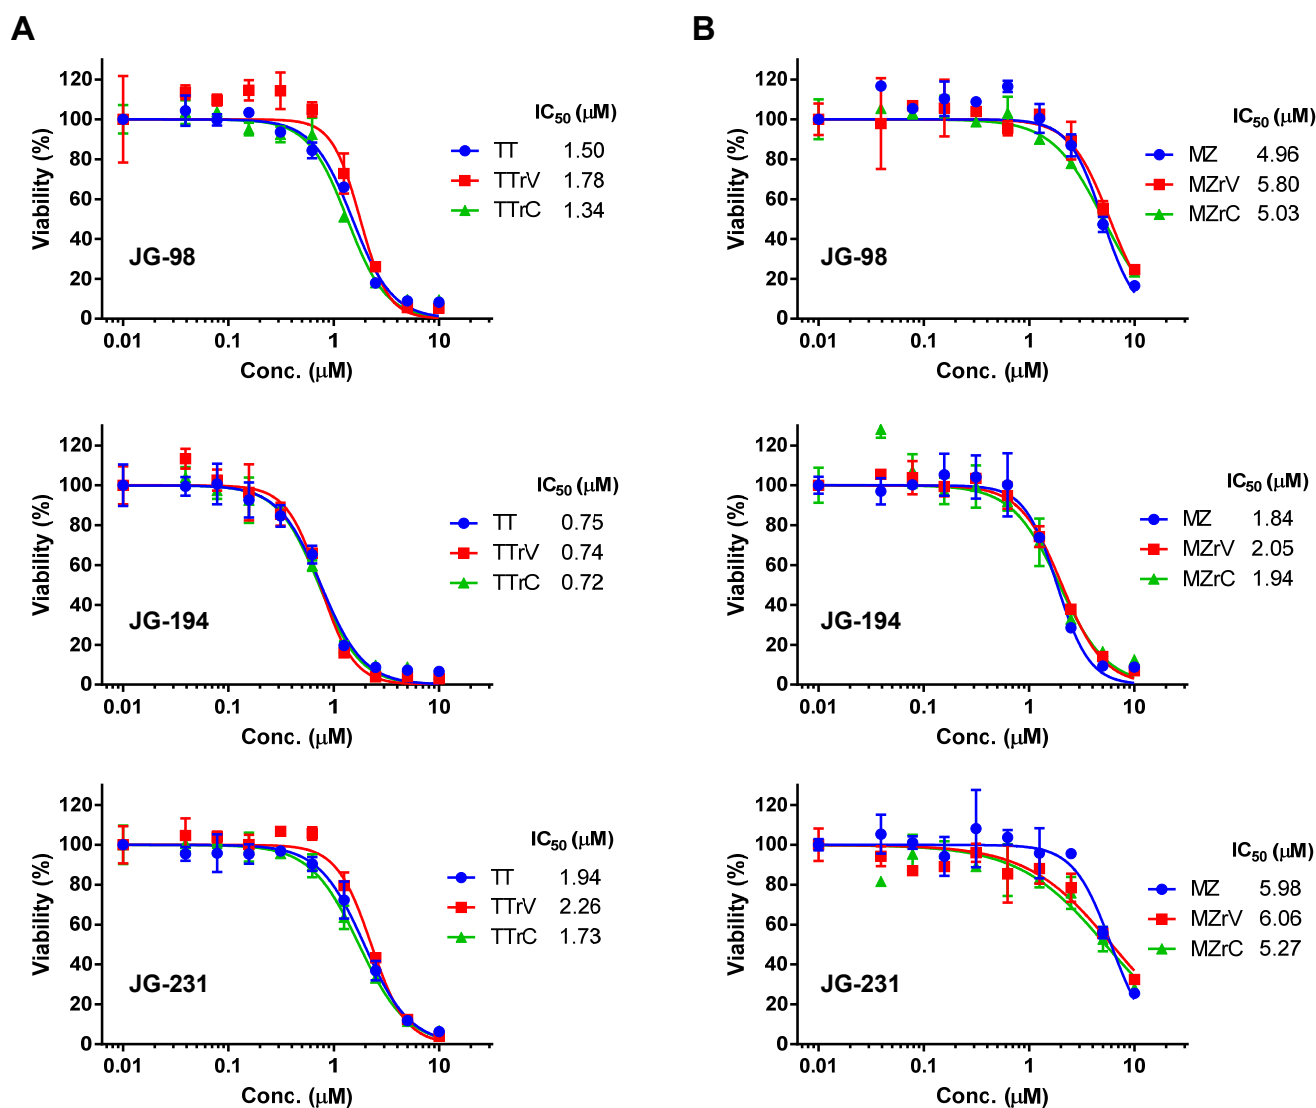 A
B
120
100
80
60
40
20
0
Viability (%)
JG-98
0.01 0.1 1 10
Conc. (μM)
IC50 (μM)
TT 1.50
TTrV 1.78
TTrC 1.34
120
100
80
60
40
20
0
Viability (%)
JG-98
0.01 0.1 1 10
Conc. (μM)
IC50 (μM)
MZ 4.96
MZrV 5.80
MZrC 5.03
120
100
80
60
40
20
0
Viability (%)
JG-194
0.01 0.1 1 10
Conc. (μM)
IC50 (μM)
TT 0.75
TTrV 0.74
TTrC 0.72
120
100
80
60
40
20
0
Viability (%)
JG-194
0.01 0.1 1 10
Conc. (μM)
IC50 (μM)
MZ 1.84
MZrV 2.05
MZrC 1.94
120
100
80
60
40
20
0
Viability (%)
JG-231
0.01 0.1 1 10
Conc. (μM)
IC50 (μM)
TT 1.94
TTrV 2.26
TTrC 1.73
120
100
80
60
40
20
0
Viability (%)
JG-231
0.01 0.1 1 10
Conc. (μM)
IC50 (μM)
MZ 5.98
MZrV 6.06
MZrC 5.27